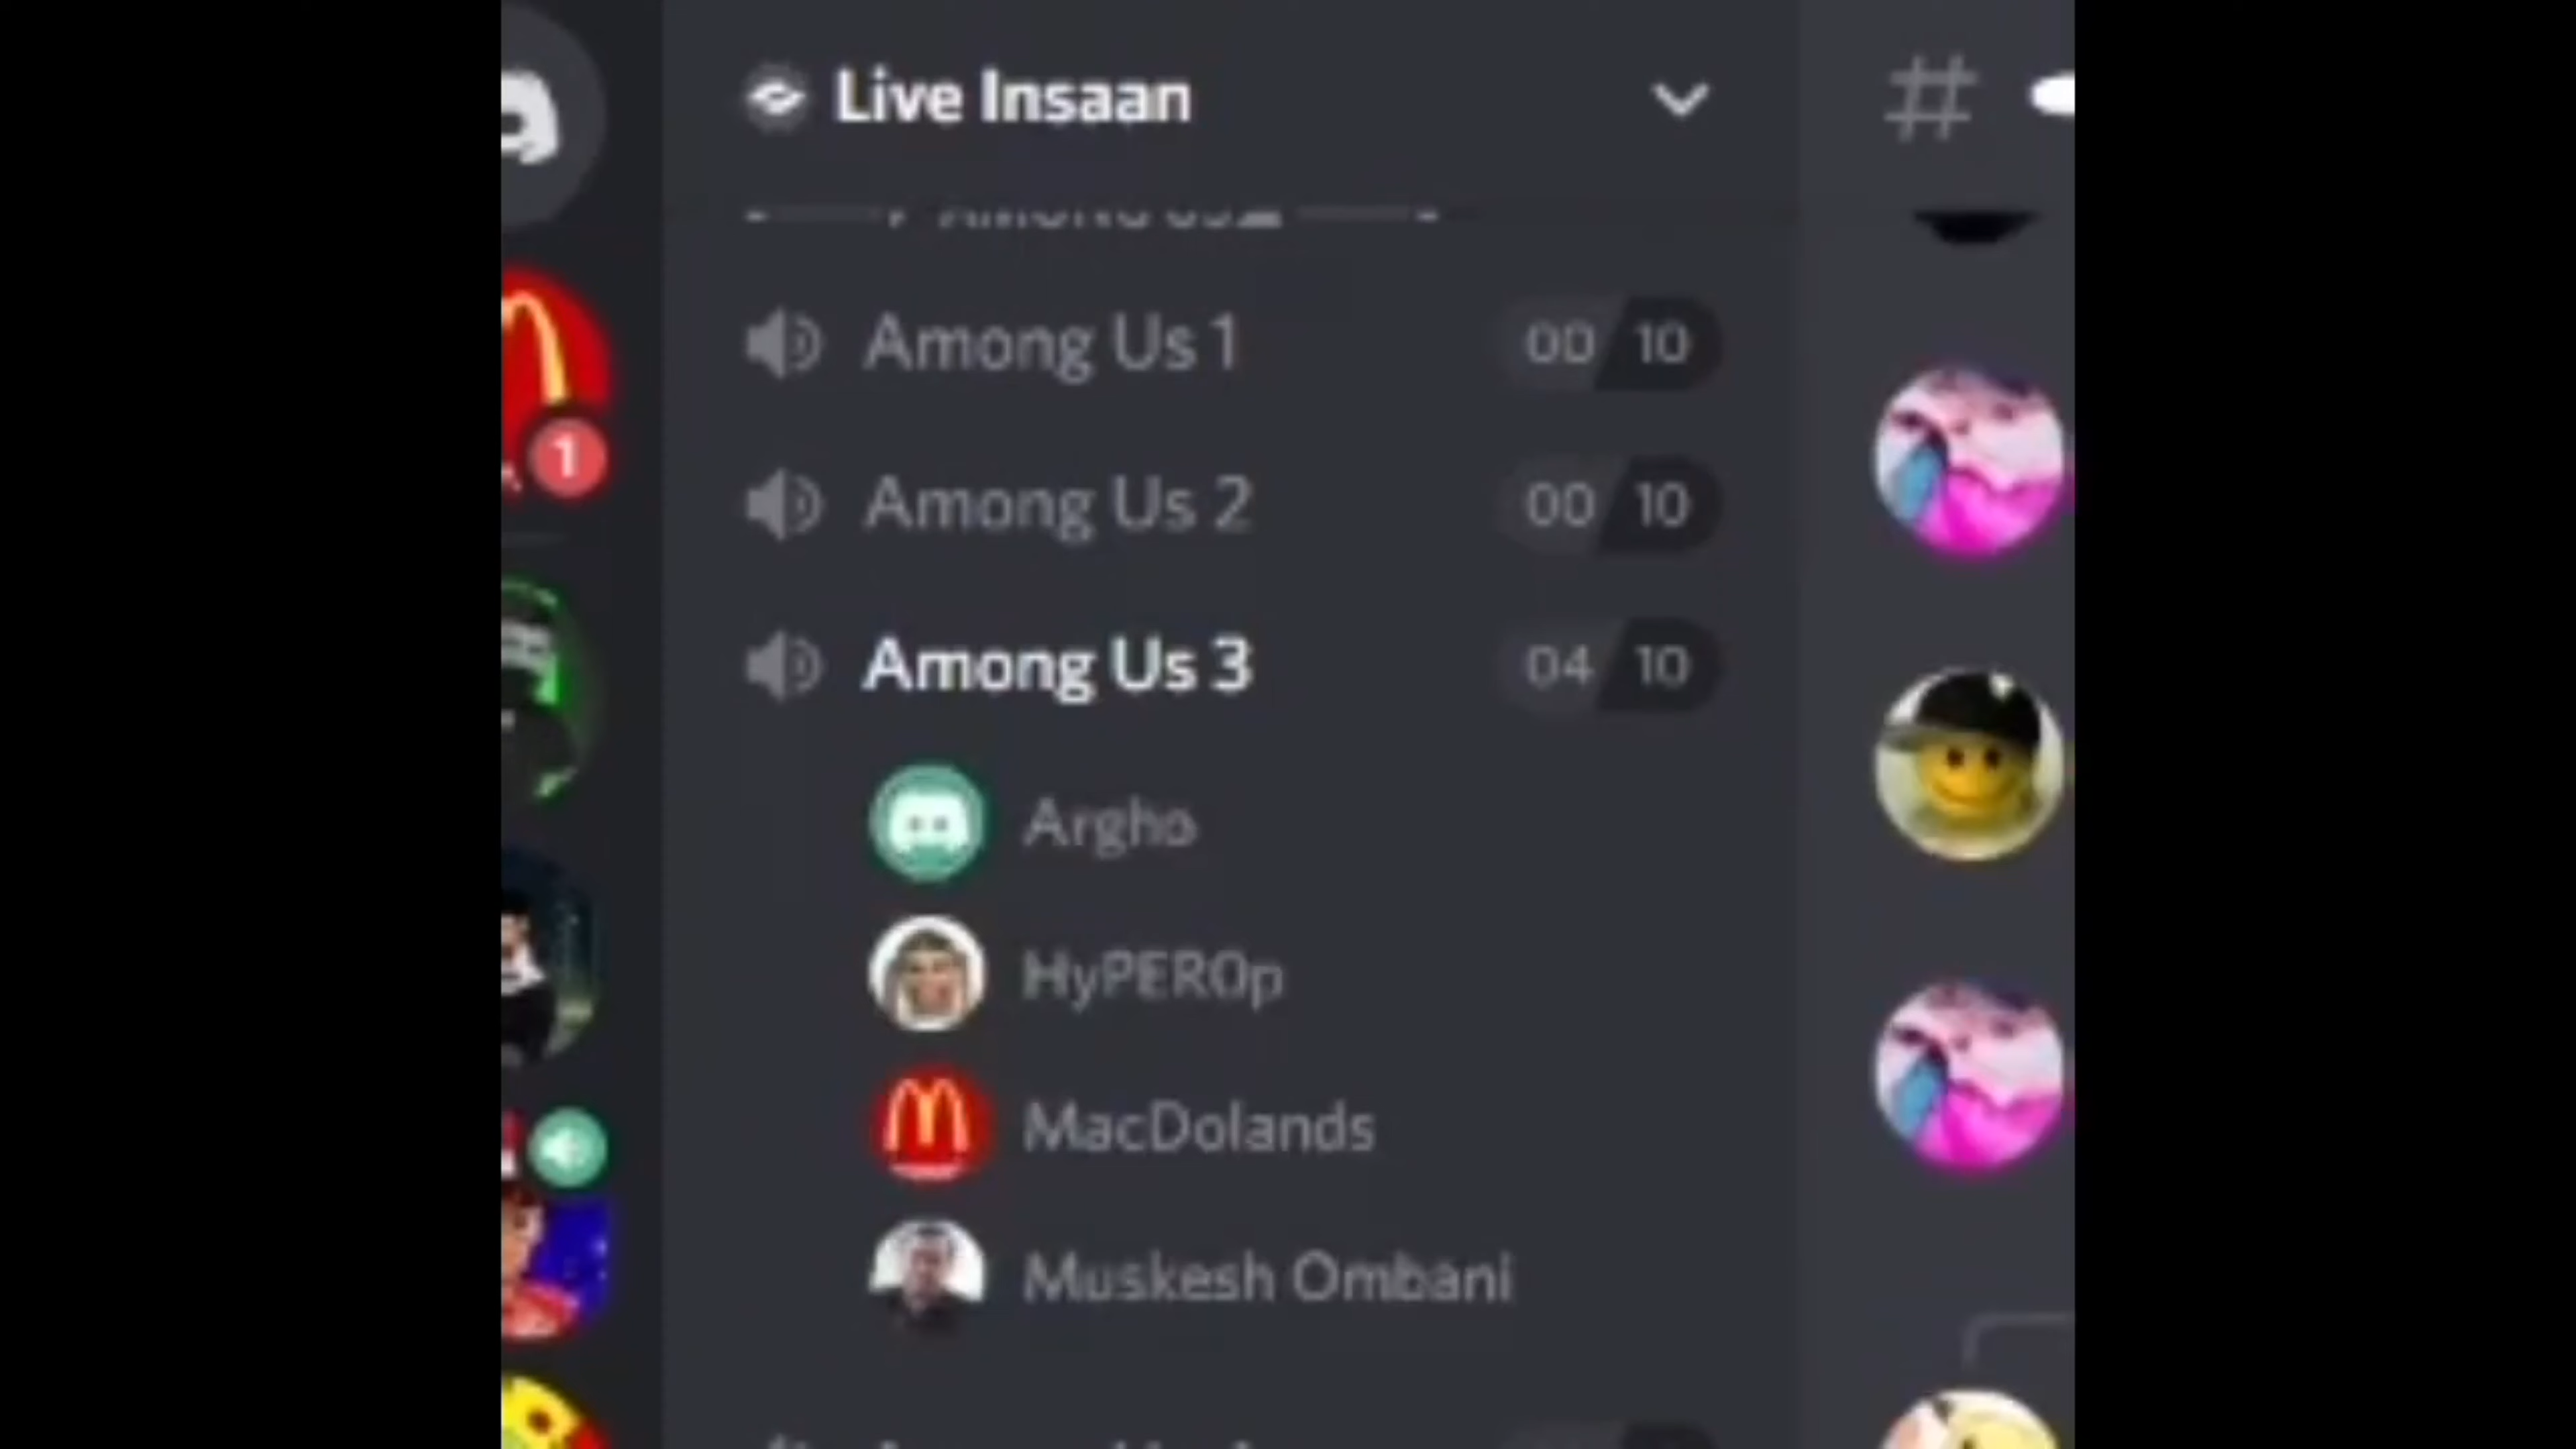 Live Insaan
Among Us 1 00 10
Among Us 2 00 10
Among Us 3 04 10
1
Argho
HyPEROp
MacDolands
Muskesh Ombani